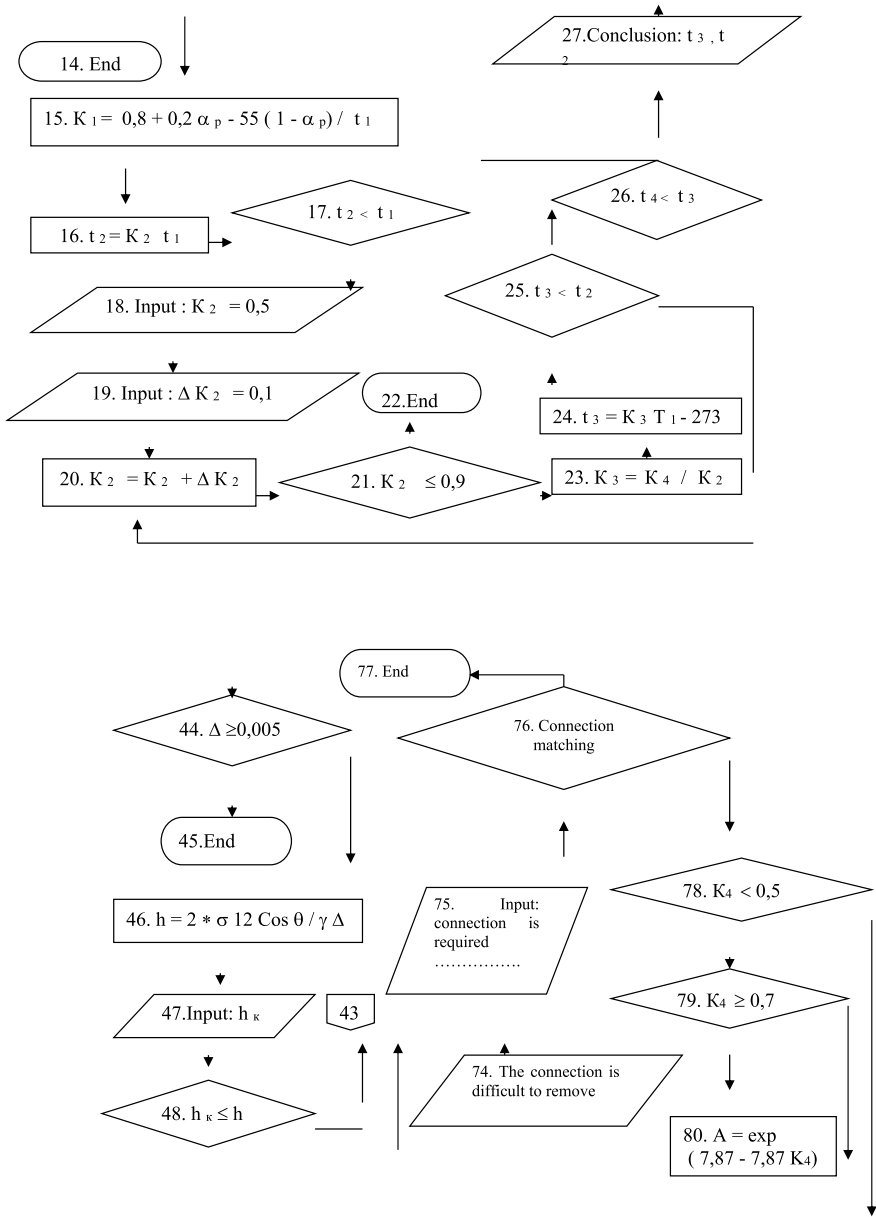 14. End
15. К 1 = 0,8 + 0,2 α p - 55 ( 1 - α p) / t 1
16. t 2 = К 2 t 1
17. t 2 < t 1
18. Input : К 2 = 0,5
19. Input : Δ К 2 = 0,1
20. К 2 = К 2 + Δ К 2
21. К 2 ≤ 0,9
22.End
23. К 3 = К 4 / К 2
24. t 3 = К 3 Т 1 - 273
25. t 3 < t 2
26. t 4 < t 3
27.Conclusion: t 3 , t
2
44. Δ ≥0,005
45.End
46. h = 2 * σ 12 Cos θ / γ Δ
47.Input: h к
48. h к ≤ h
43
74. The connection is
difficult to remove
75. Input:
connection is
required
…………….
76. Connection
matching
77. End
78. К4 < 0,5
79. К4 ≥ 0,7
80. A = exp
( 7,87 - 7,87 К4)